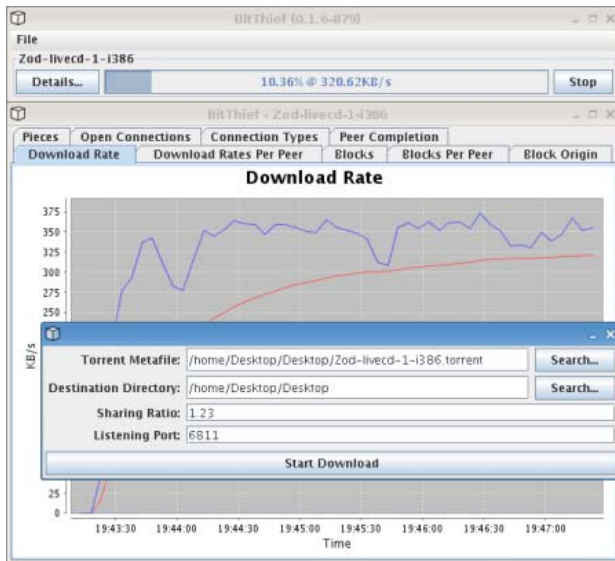 BitThief (0.1.6-879)
File
Zod-livecd-1-i386
Details... 10.36% @ 320.62KB/s Stop
BitThief - Zod-livecd-1-i386
Pieces Open Connections Connection Types Peer Completion
Download Rate Download Rates Per Peer Blocks Blocks Per Peer Block Origin
Download Rate
375
350
325
300
275
250
KB/s
Torrent Metafile: /home/Desktop/Desktop/Zod-livecd-1-i386.torrent Search...
Destination Directory: /home/Desktop/Desktop Search...
Sharing Ratio: 1.23
Listening Port: 6811
Start Download
25
0
19:43:30 19:44:00 19:44:30 19:45:00 19:45:30 19:46:00 19:46:30 19:47:00
Time